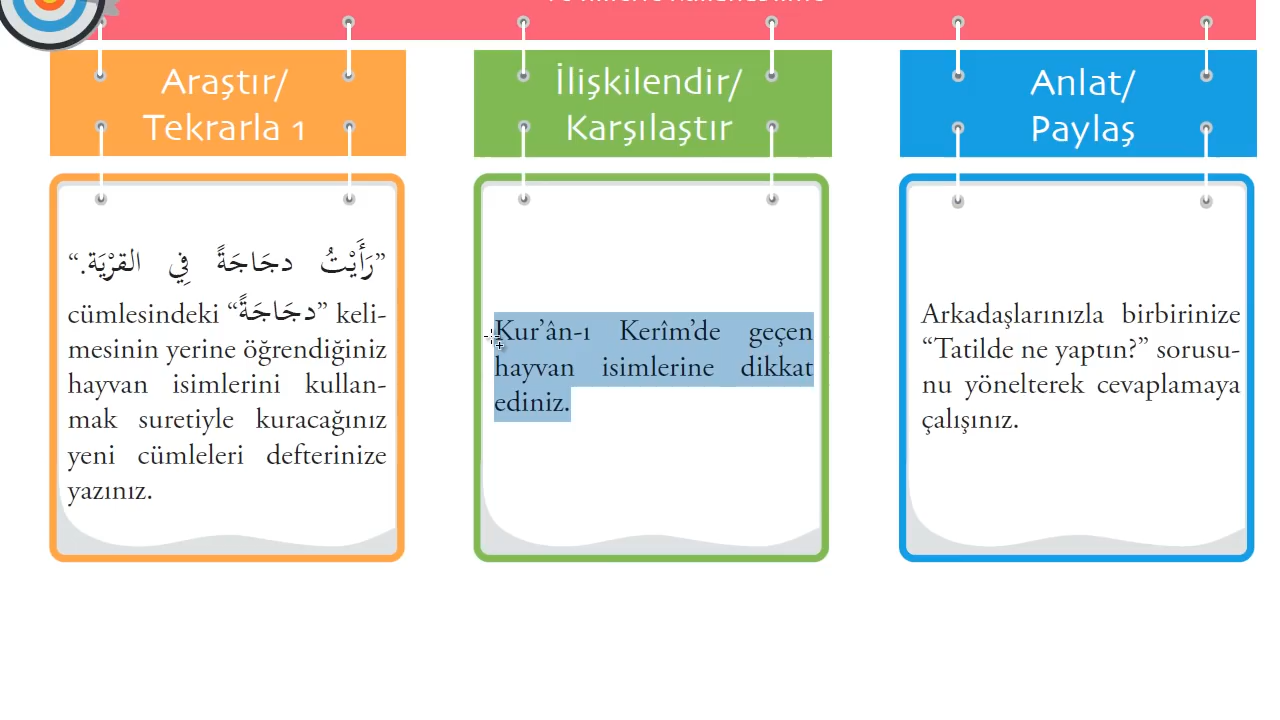 Araştır/
Tekrarla 1
”رَأَيْتُ دجَاجَةً فِي القرْيَة.“
cümlesindeki “دجَاجَةً” keli-
mesinin yerine öğrendiğiniz
hayvan isimlerini kullan-
mak suretiyle kuracağınız
yeni cümleleri defterinize
yazınız.
İlişkilendir/
Karşılaştır
Kur’ân-ı Kerîm’de geçen
hayvan isimlerine dikkat
ediniz.
Anlat/
Paylaş
Arkadaşlarınızla birbirinize
“Tatilde ne yaptın?” sorusu-
nu yönelterek cevaplamaya
çalışınız.